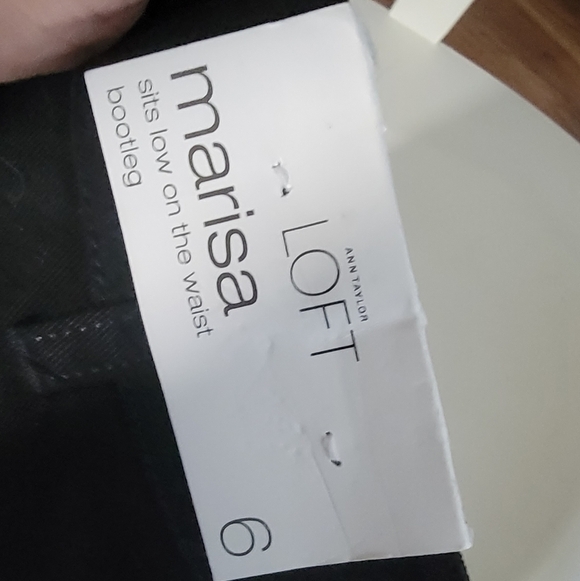 ANN TAYLOR
LOFT
marisa
sits low on the waist
bootleg
6